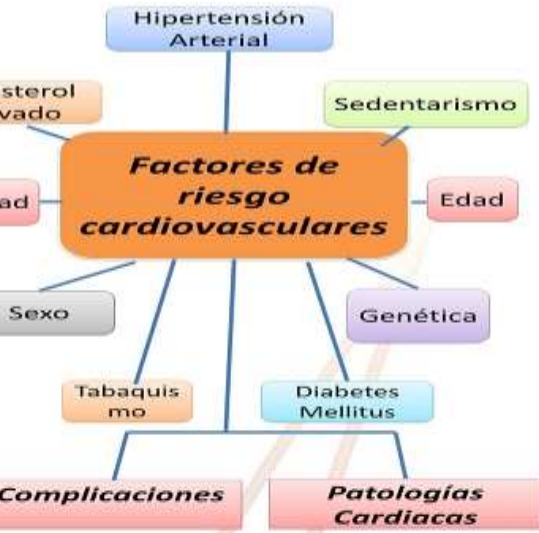 Hipertensión
Arterial
sterol
vado
Sedentarismo
Factores de
riesgo
cardiovasculares
ad
Edad
Sexo
Genética
Tabaquis
mo
Diabetes
Mellitus
Complicaciones
Patologías
Cardiacas